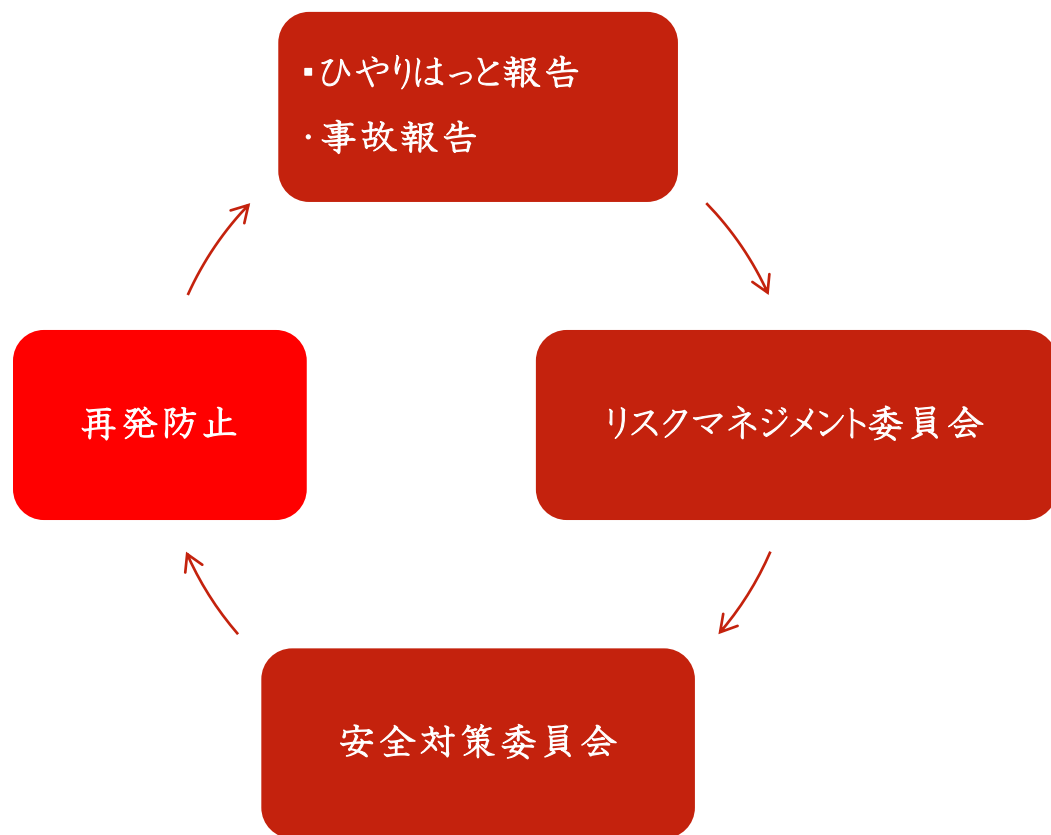 ▪ひやりはっと報告
・事故報告
リスクマネジメント委員会
安全対策委員会
再発防止